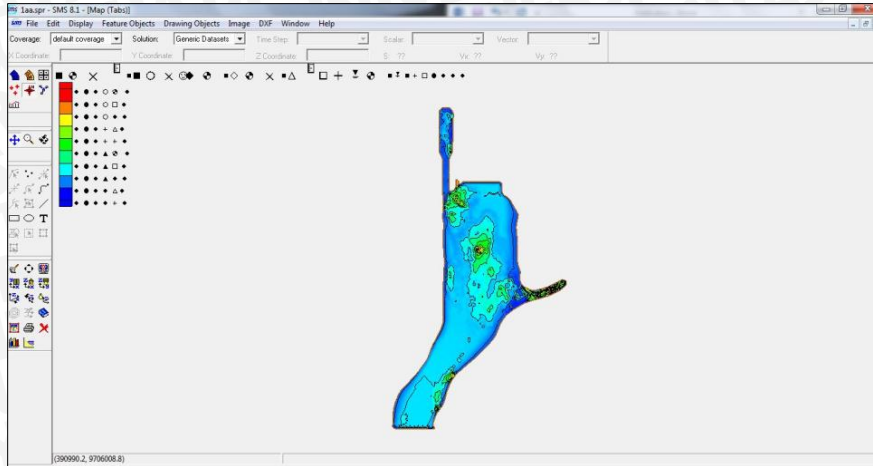 1aa.spr - SMS 8.1 - [Map (Tabs)]
File Edit Display Feature Objects Drawing Objects Image DXF Window Help
Coverage: default coverage Solution: Generic Datasets Time Step: Scalar: Vector:
X Coordinate: Y Coordinate: Z Coordinate: S: ?? Vx: ?? Vy: ??
T
(390990.2, 9706008.8)